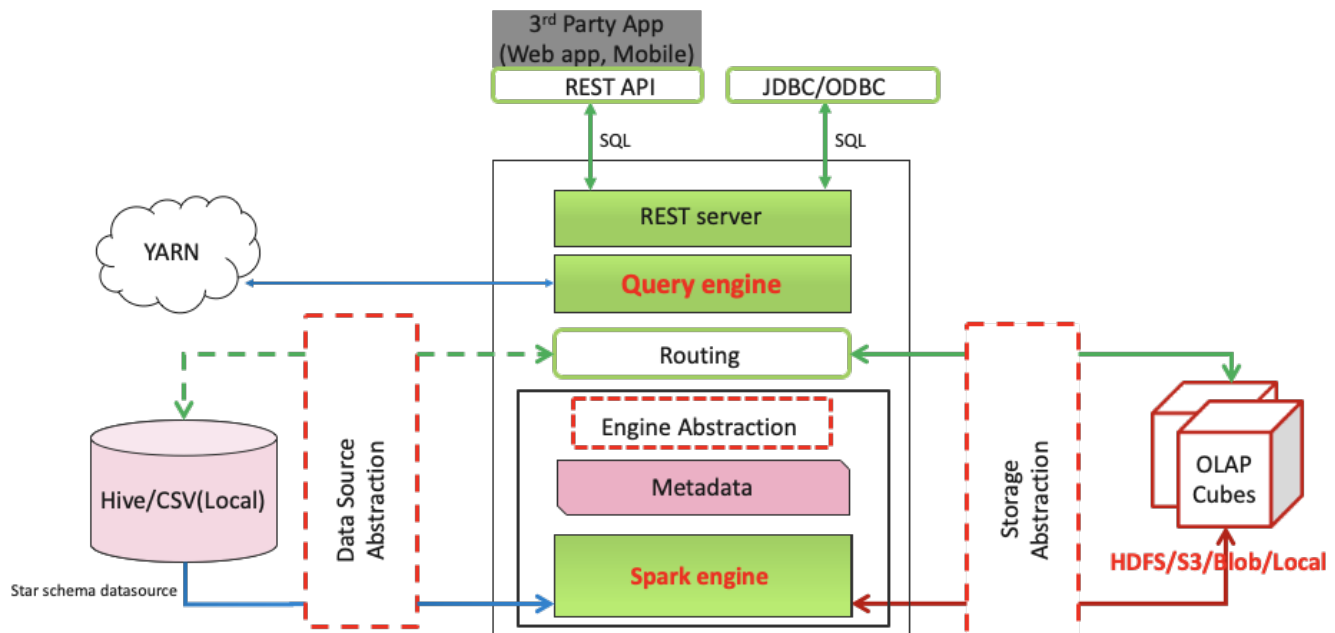 3rd Party App
(Web app, Mobile)
REST API
JDBC/ODBC
SQL
SQL
REST server
YARN
Query engine
Routing
Engine Abstraction
Hive/CSV(Local)
Data Source
Abstraction
Metadata
Storage
Abstraction
OLAP
Cubes
HDFS/S3/Blob/Local
Spark engine
Star schema datasource